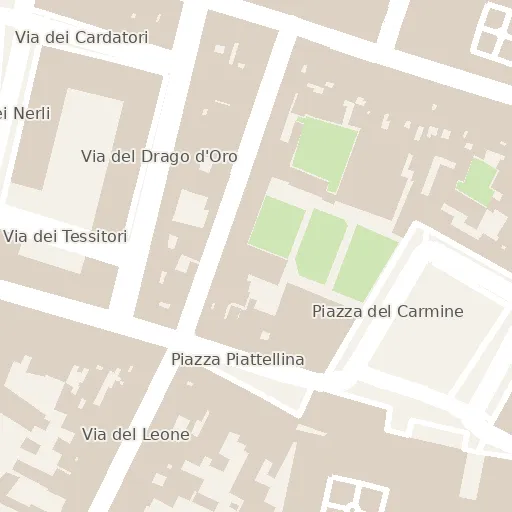 Via dei Cardatori
ei Nerli
Via del Drago d'Oro
Via dei Tessitori
Piazza del Carmine
Piazza Piattellina
Via del Leone